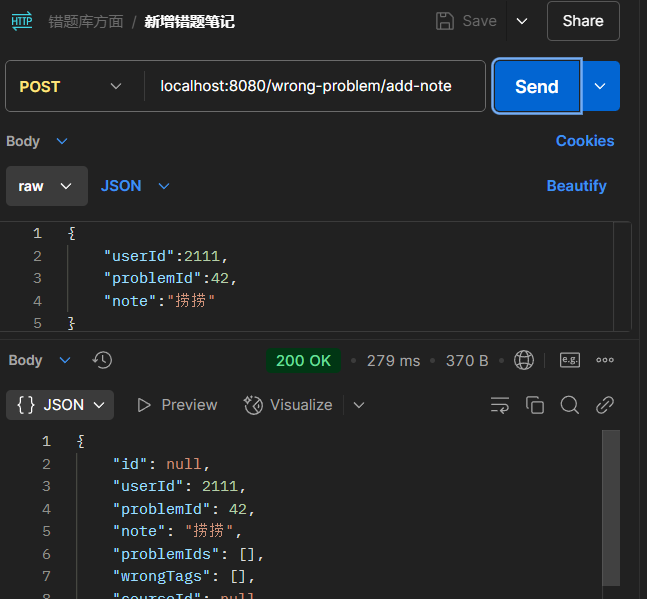 HTTP 错题库方面 / 新增错题笔记 Save Share
POST localhost:8080/wrong-problem/add-note Send
Body Cookies
raw JSON Beautify
1 {
2 "userId":2111,
3 "problemId":42,
4 "note":"捞捞"
5 }
Body 200 OK • 279 ms • 370 B • e.g.
{} JSON Preview Visualize
1 {
2 "id": null,
3 "userId": 2111,
4 "problemId": 42,
5 "note": "捞捞",
6 "problemIds": [],
7 "wrongTags": [],
8 "courseId": null